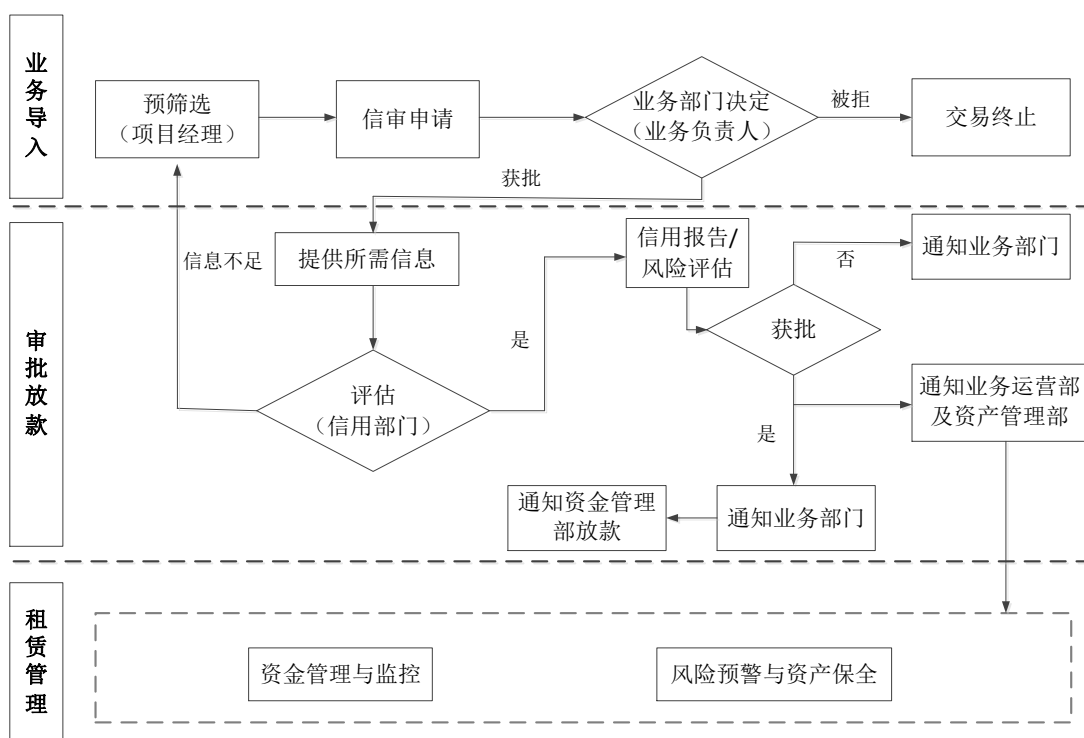 业务导入
预筛选
（项目经理）
信审申请
业务部门决定
（业务负责人）
被拒
交易终止
获批
审批放款
信息不足
提供所需信息
信用报告/
风险评估
否
通知业务部门
是
获批
评估
（信用部门）
是
通知业务运营部
及资产管理部
通知资金管理
部放款
通知业务部门
租赁管理
资金管理与监控
风险预警与资产保全